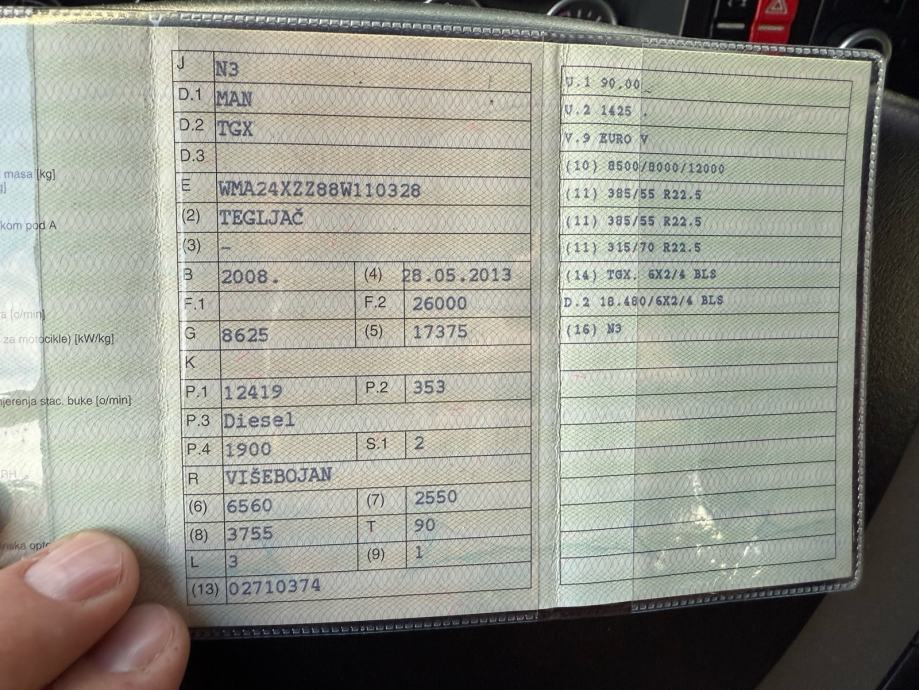 masa [kg]
g]
kom pod A
a [o/min]
za motocikle) [kW/kg]
mjerenja stac. buke [o/min]
BH
J N3
D.1 MAN
D.2 TGX
D.3
E WMA24XZZ88W110328
(2) TEGLJAČ
(3) –
B 2008. (4) 28.05.2013
F.1 F.2 26000
G 8625 (5) 17375
K
P.1 12419 P.2 353
P.3 Diesel
P.4 1900 S.1 2
R VIŠEBOJAN
(6) 6560 (7) 2550
(8) 3755 T 90
L 3 (9) 1
(13) 02710374
U.1 90,00
U.2 1425 .
V.9 EURO V
(10) 8500/8000/12000
(11) 385/55 R22.5
(11) 385/55 R22.5
(11) 315/70 R22.5
(14) TGX. 6X2/4 BLS
D.2 18.480/6X2/4 BLS
(16) N3